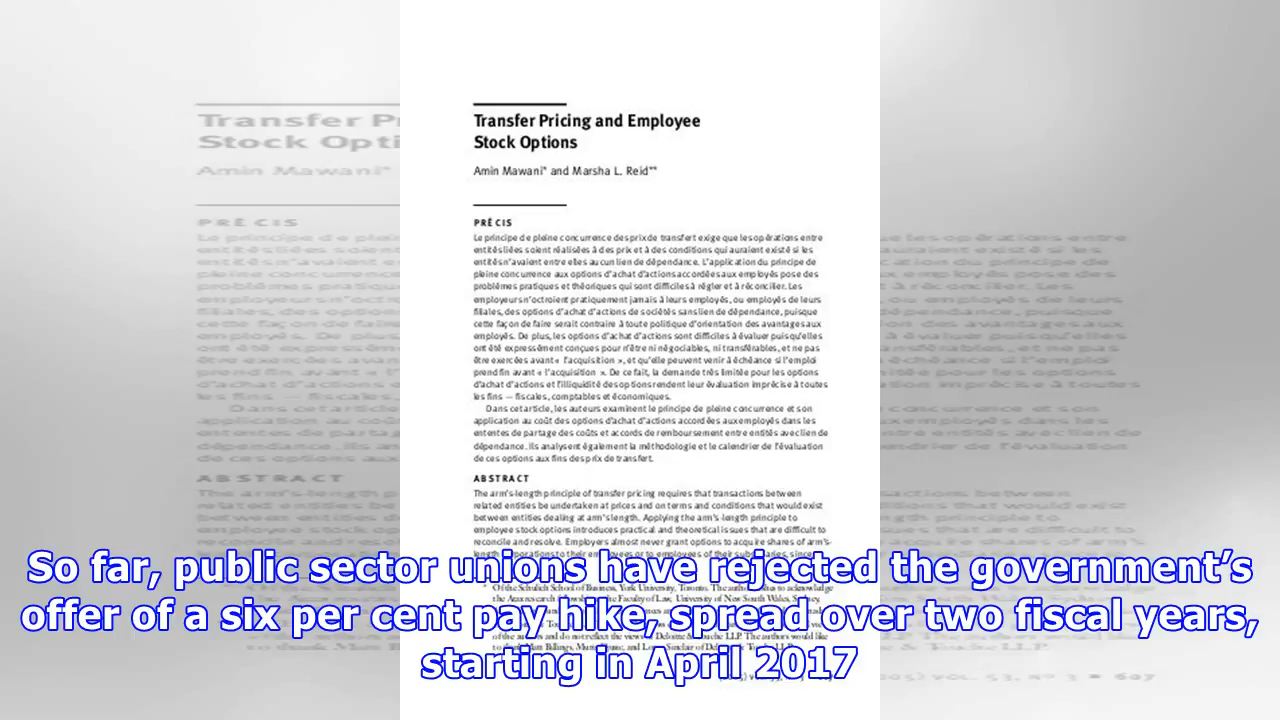 Transfer Pricing and Employee
Stock Options
Amin Mawani* and Marsha L. Reid**
PRÉCIS
Le principe de pleine concurrence des prix de transfert exige que les opérations entre
entités liées soient réalisées à des prix et à des conditions qui auraient existé si les
entités n'avaient entre elles aucun lien de dépendance. L'application du principe de
pleine concurrence aux options d'achat d'actions accordées aux employés pose des
problèmes pratiques et théoriques qui sont difficiles à régler et à réconcilier. Les
employeurs n'octroient pratiquement jamais à leurs employés, ou employés de leurs
filiales, des options d'achat d'actions de sociétés sans lien de dépendance, puisque
cette façon de faire serait contraire à toute politique d'orientation des avantages aux
employés. De plus, les options d'achat d'actions sont difficiles à évaluer puisqu'elles
ont été expressément conçues pour n'être ni négociables, ni transférables, et ne pas
être exercées avant « l'acquisition », et qu'elle peuvent venir à échéance si l'emploi
prend fin avant « l'acquisition ». De ce fait, la demande très limitée pour les options
d'achat d'actions et l'illiquidité des options rendent leur évaluation imprécise à toutes
les fins — fiscales, comptables et économiques.
Dans cet article, les auteurs examinent le principe de pleine concurrence et son
application au coût des options d'achat d'actions accordées aux employés dans les
ententes de partage des coûts et accords de remboursement entre entités avec lien de
dépendance. Ils analysent également la méthodologie et le calendrier de l'évaluation
de ces options aux fins des prix de transfert.
ABSTRACT
The arm's-length principle of transfer pricing requires that transactions between
related entities be undertaken at prices and on terms and conditions that would exist
between entities dealing at arm's length. Applying the arm's-length principle to
employee stock options introduces practical and theoretical issues that are difficult to
reconcile and resolve. Employers almost never grant options to acquire shares of arm's-
length corporations to their employees or to employees of their subsidiaries, since
So far, public sector unions have rejected the government's
offer of a six per cent pay hike, spread over two fiscal years,
starting in April 2017